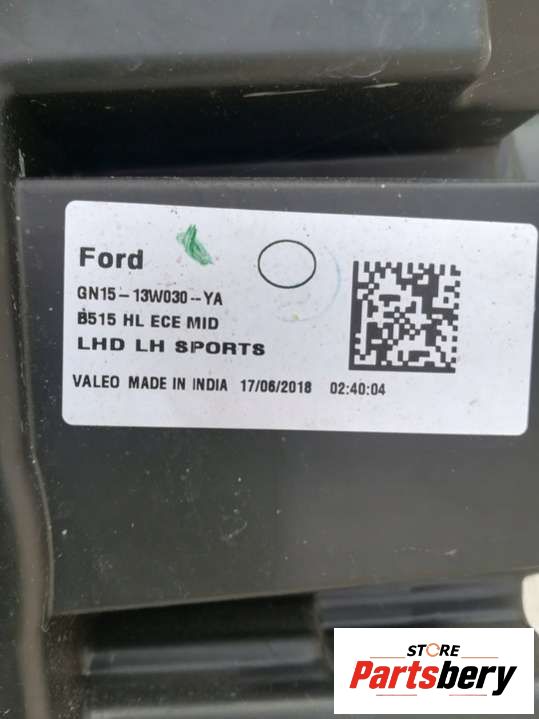 Ford
GN15-13W030--YA
B515 HL ECE MID
LHD LH SPORTS
VALEO MADE IN INDIA 17/06/2018 02:40:04
STORE
Partsbery